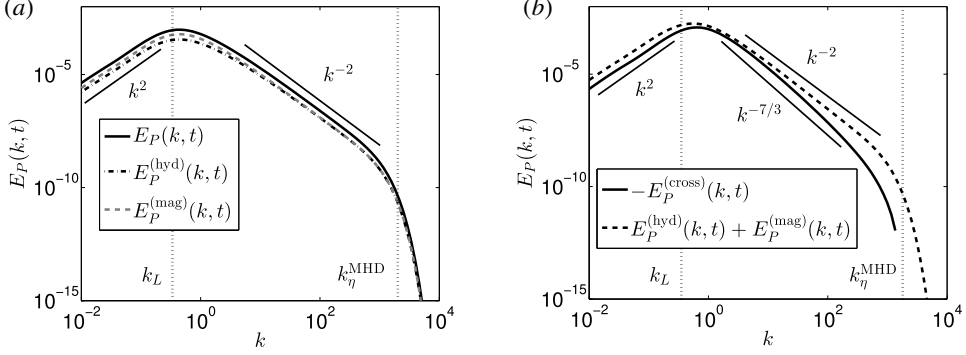 (a)
10^{-5}
10^{-10}
10^{-15}
E_P(k, t)
k^2
k^{-2}
E_P(k, t)
E_P^{(hyd)}(k, t)
E_P^{(mag)}(k, t)
k_L
k_η^{MHD}
10^{-2}
10^0
10^2
10^4
k
(b)
10^{-5}
10^{-10}
10^{-15}
E_P(k, t)
k^2
k^{-2}
k^{-7/3}
-E_P^{(cross)}(k, t)
E_P^{(hyd)}(k, t) + E_P^{(mag)}(k, t)
k_L
k_η^{MHD}
10^{-2}
10^0
10^2
10^4
k